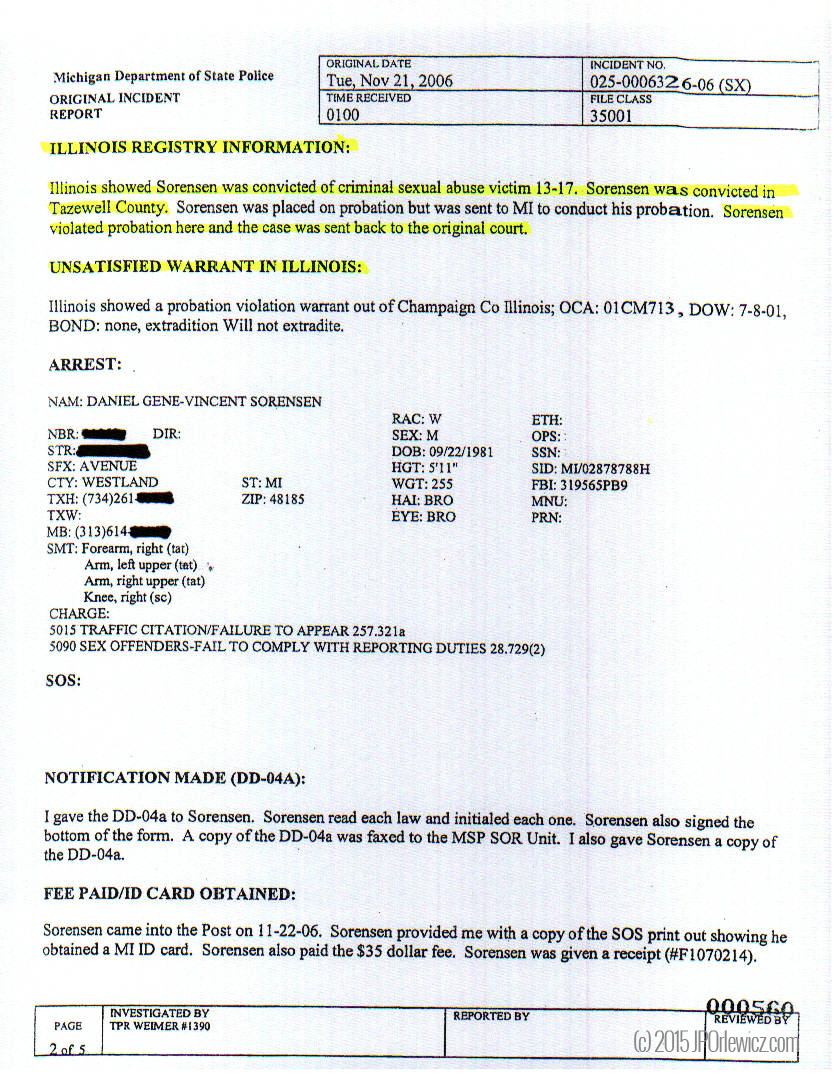 Michigan Department of State Police
ORIGINAL INCIDENT
REPORT
ORIGINAL DATE
Tue, Nov 21, 2006
INCIDENT NO.
025-0006326-06 (SX)
TIME RECEIVED
0100
FILE CLASS
35001
ILLINOIS REGISTRY INFORMATION:
Illinois showed Sorensen was convicted of criminal sexual abuse victim 13-17. Sorensen was convicted in
Tazewell County. Sorensen was placed on probation but was sent to MI to conduct his probation. Sorensen
violated probation here and the case was sent back to the original court.
UNSATISFIED WARRANT IN ILLINOIS:
Illinois showed a probation violation warrant out of Champaign Co Illinois; OCA: 01CM713 , DOW: 7-8-01,
BOND: none, extradition Will not extradite.
ARREST:
NAM: DANIEL GENE-VINCENT SORENSEN
NBR: DIR:
STR:
SFX: AVENUE
CTY: WESTLAND ST: MI
TXH: (734)261- ZIP: 48185
TXW:
MB: (313)614-
SMT: Forearm, right (tat)
Arm, left upper (tat)
Arm, right upper (tat)
Knee, right (sc)
RAC: W
SEX: M
DOB: 09/22/1981
HGT: 5'11"
WGT: 255
HAI: BRO
EYE: BRO
ETH:
OPS:
SSN:
SID: MI/02878788H
FBI: 319565PB9
MNU:
PRN:
CHARGE:
5015 TRAFFIC CITATION/FAILURE TO APPEAR 257.321a
5090 SEX OFFENDERS-FAIL TO COMPLY WITH REPORTING DUTIES 28.729(2)
SOS:
NOTIFICATION MADE (DD-04A):
I gave the DD-04a to Sorensen. Sorensen read each law and initialed each one. Sorensen also signed the
bottom of the form. A copy of the DD-04a was faxed to the MSP SOR Unit. I also gave Sorensen a copy of
the DD-04a.
FEE PAID/ID CARD OBTAINED:
Sorensen came into the Post on 11-22-06. Sorensen provided me with a copy of the SOS print out showing he
obtained a MI ID card. Sorensen also paid the $35 dollar fee. Sorensen was given a receipt (#F1070214).
000560
PAGE
2 of 5
INVESTIGATED BY
TPR WEIMER #1390
REPORTED BY
REVIEWED BY
(c) 2015 JPOrlewicz.com